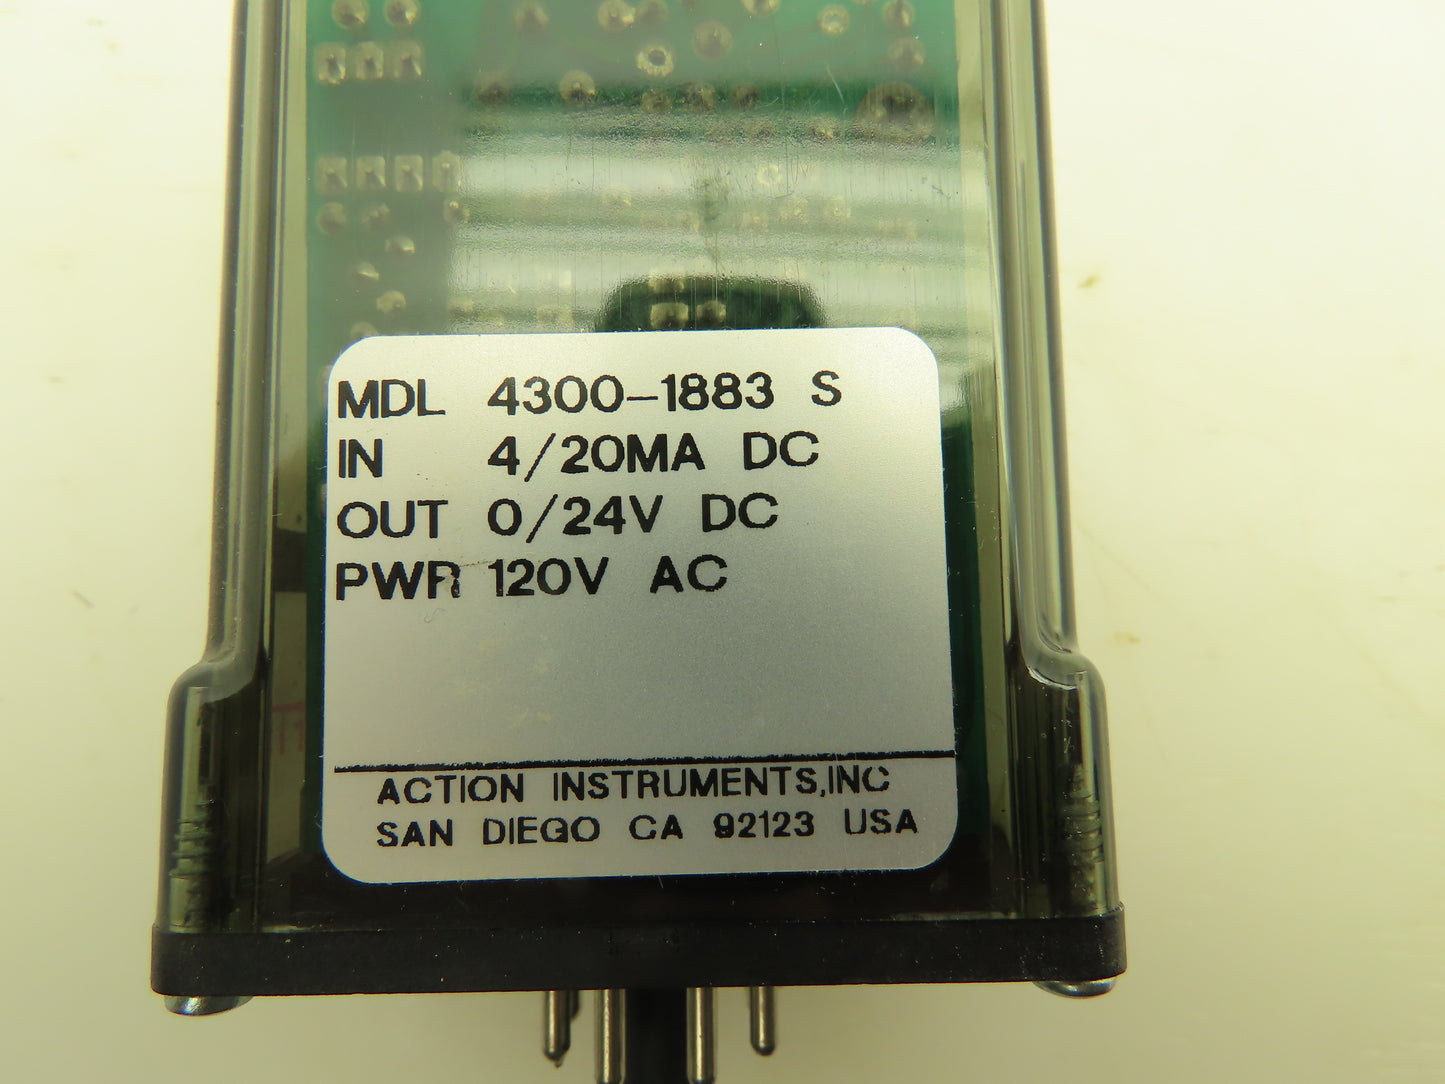 MDL 4300-1883 S
IN 4/20MA DC
OUT 0/24V DC
PWR 120V AC
ACTION INSTRUMENTS,INC
SAN DIEGO CA 92123 USA